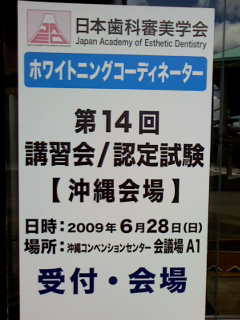 日本歯科審美学会
Japan Academy of Esthetic Dentistry
ホワイトニングコーディネーター
第14回
講習会/認定試験
【沖縄会場】
日時：2009年6月28日(日)
場所：沖縄コンベンションセンター 会議場 A1
受付・会場